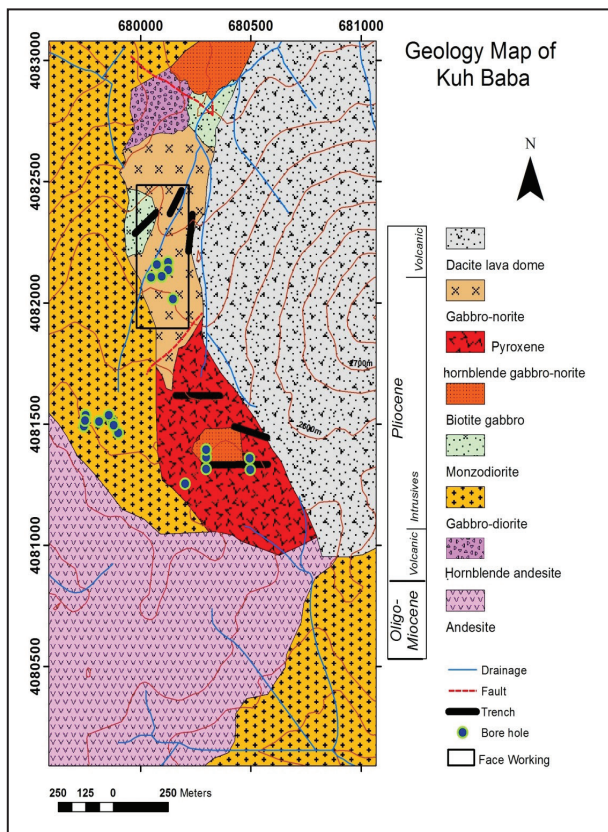 680000 680500 681000
4083000
4082500
4082000
4081500
4081000
4080500
2700m
2600m
250 125 0 250 Meters
Geology Map of
Kuh Baba
N
Volcanic
Pliocene
Intrusives
Volcanic
Oligo-
Miocene
Dacite lava dome
Gabbro-norite
Pyroxene
hornblende gabbro-norite
Biotite gabbro
Monzodiorite
Gabbro-diorite
Hornblende andesite
Andesite
Drainage
Fault
Trench
Bore hole
Face Working